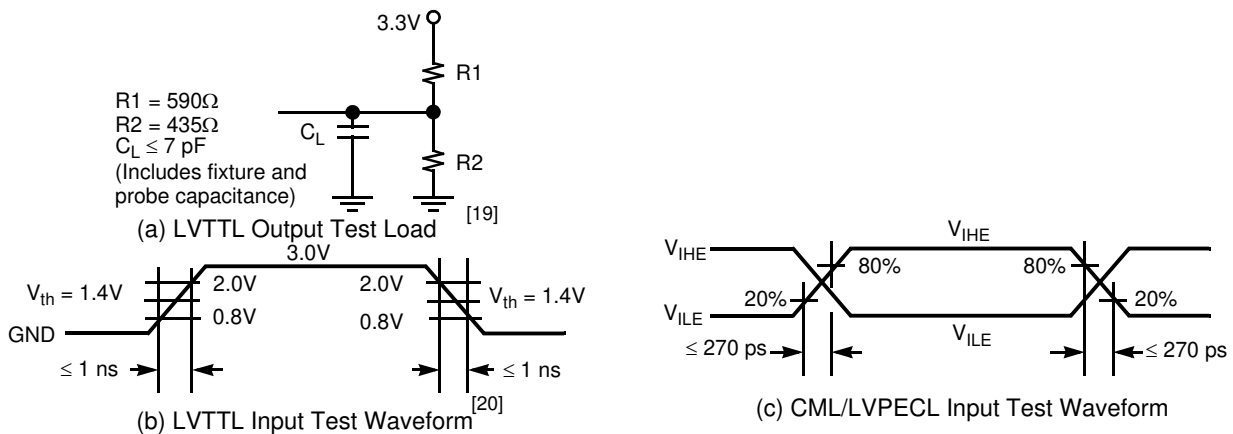 3.3V
R1
R1 = 590Ω
R2 = 435Ω
C_L ≤ 7 pF
(Includes fixture and
probe capacitance)
C_L
R2
[19]
(a) LVTTL Output Test Load
3.0V
2.0V
2.0V
V_th = 1.4V
V_th = 1.4V
0.8V
0.8V
GND
≤ 1 ns
≤ 1 ns
(b) LVTTL Input Test Waveform [20]
V_IHE
V_IHE
80%
80%
20%
20%
V_ILE
V_ILE
≤ 270 ps
≤ 270 ps
(c) CML/LVPECL Input Test Waveform